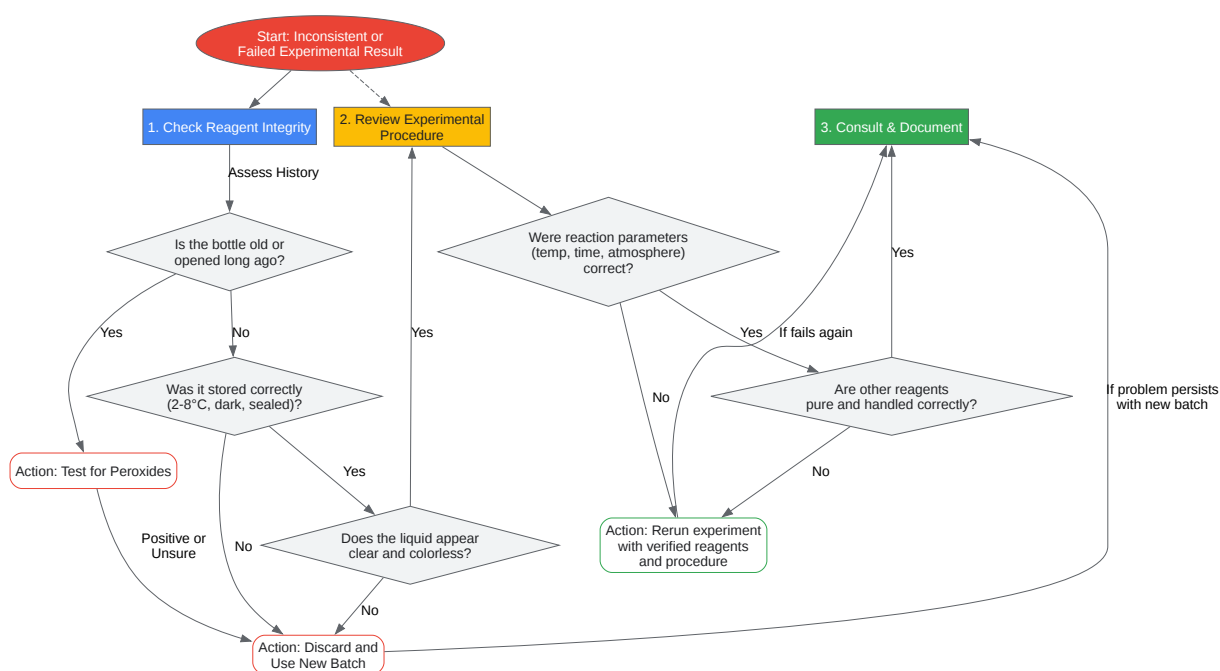 Start: Inconsistent or
Failed Experimental Result
1. Check Reagent Integrity
2. Review Experimental
Procedure
3. Consult & Document
Assess History
Is the bottle old or
opened long ago?
Were reaction parameters
(temp, time, atmosphere)
correct?
Yes
Yes
No
Yes
Yes
If fails again
Was it stored correctly
(2-8°C, dark, sealed)?
No
Are other reagents
pure and handled correctly?
If problem persists
with new batch
Action: Test for Peroxides
Yes
No
Positive or
Unsure
No
Does the liquid appear
clear and colorless?
Action: Rerun experiment
with verified reagents
and procedure
No
Action: Discard and
Use New Batch